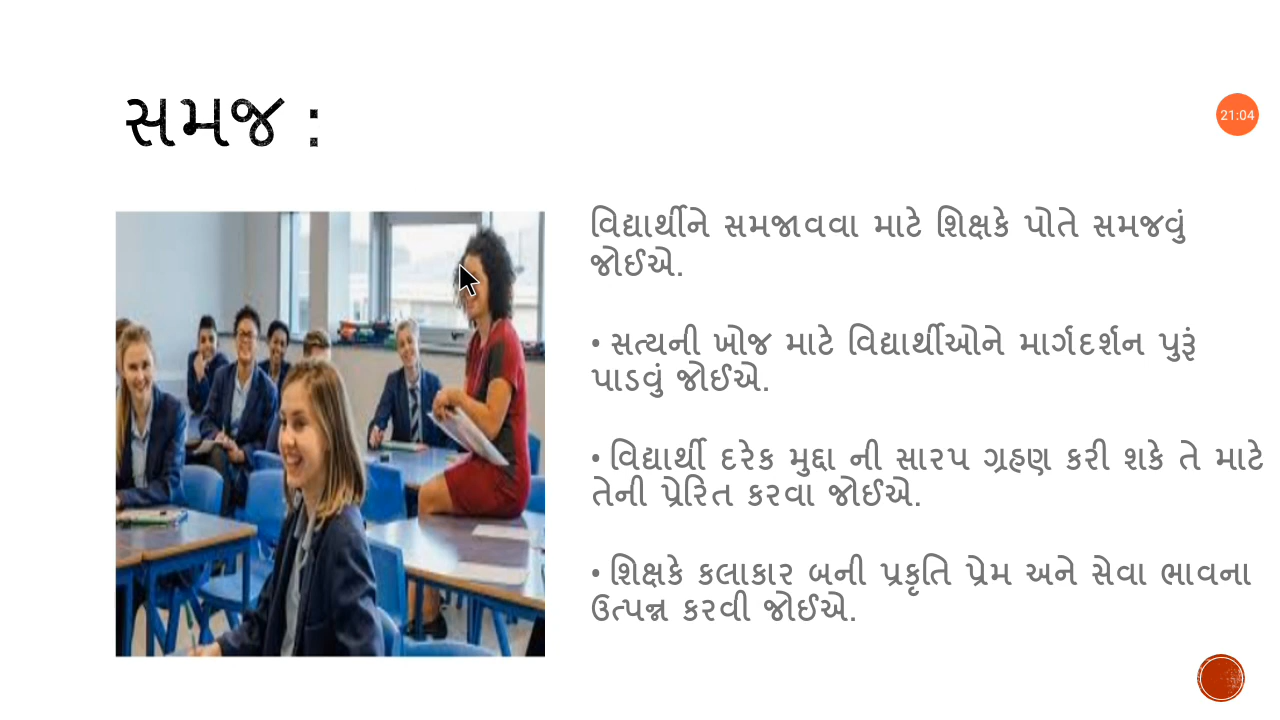 સમજ :
21:04
વિદ્યાર્થીને સમજાવવા માટે શિક્ષકે પોતે સમજવું
જોઈએ.
• સત્યની ખોજ માટે વિદ્યાર્થીઓને માર્ગદર્શન પુરૂં
પાડવું જોઈએ.
• વિદ્યાર્થી દરેક મુદ્દા ની સારપ ગ્રહણ કરી શકે તે માટે
તેની પ્રેરિત કરવા જોઈએ.
• શિક્ષકે કલાકાર બની પ્રકૃતિ પ્રેમ અને સેવા ભાવના
ઉત્પન્ન કરવી જોઈએ.